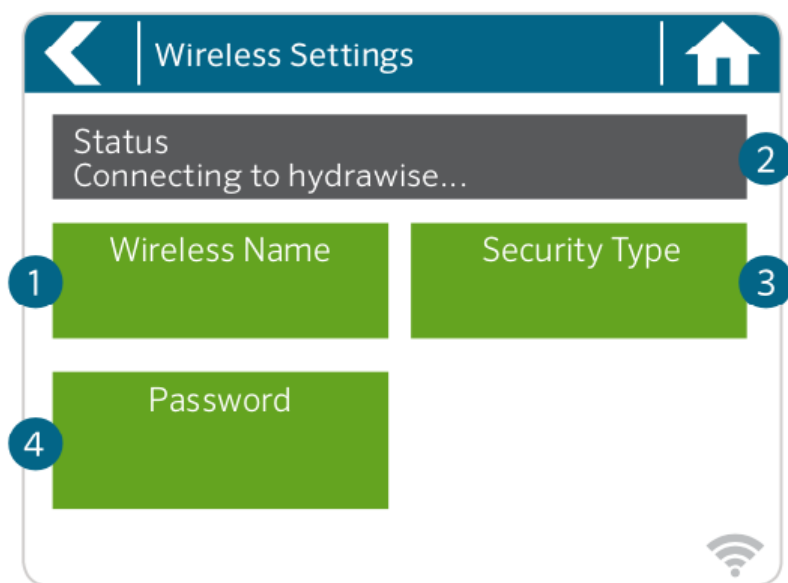 Wireless Settings
Status
Connecting to hydrawise...
2
Wireless Name
Security Type
1
3
Password
4